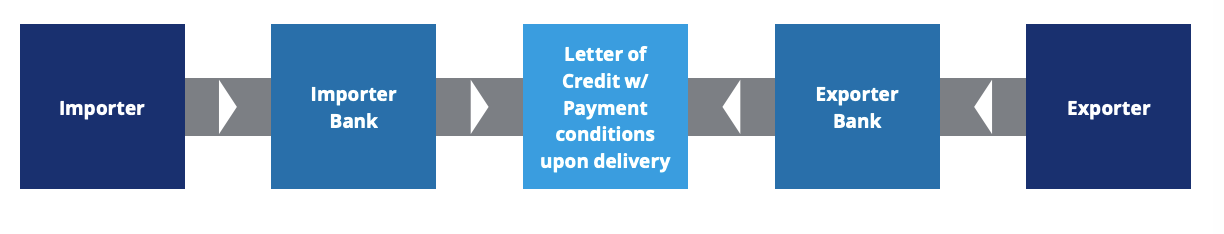 Importer
Importer
Bank
Letter of
Credit w/
Payment
conditions
upon delivery
Exporter
Bank
Exporter